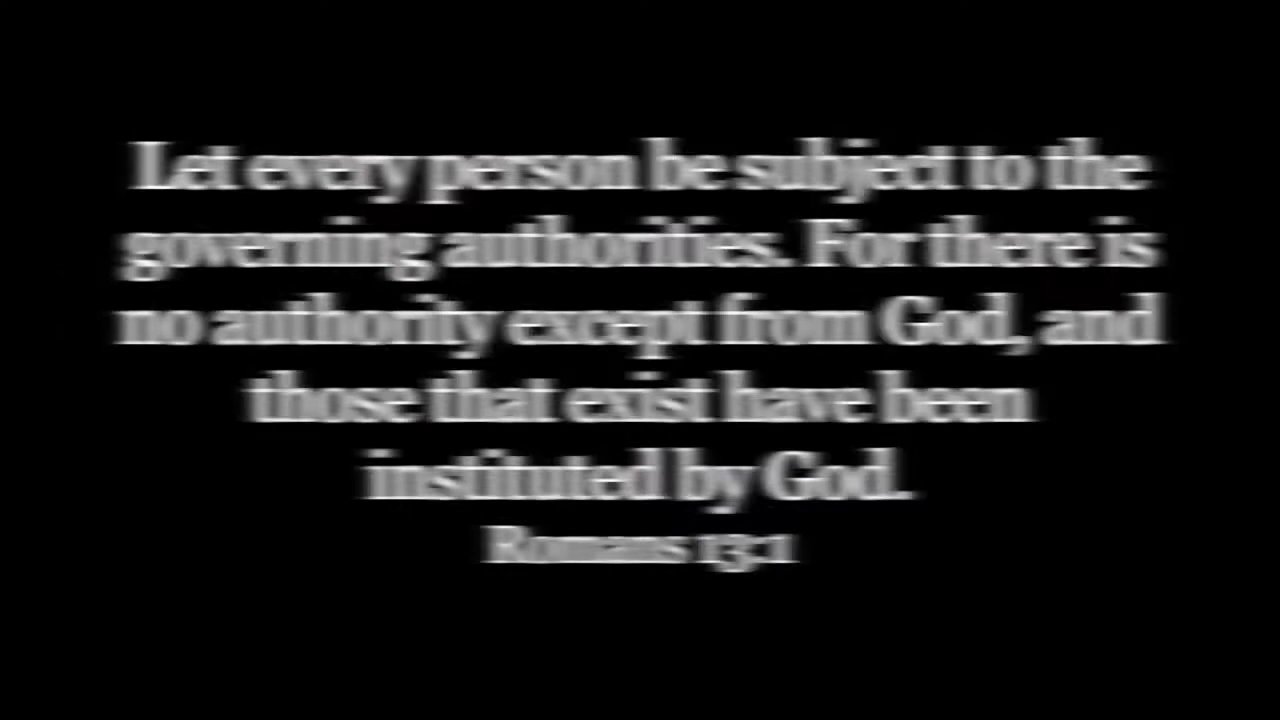 Let every person be subject to the
governing authorities. For there is
no authority except from God, and
those that exist have been
instituted by God.
Romans 13:1